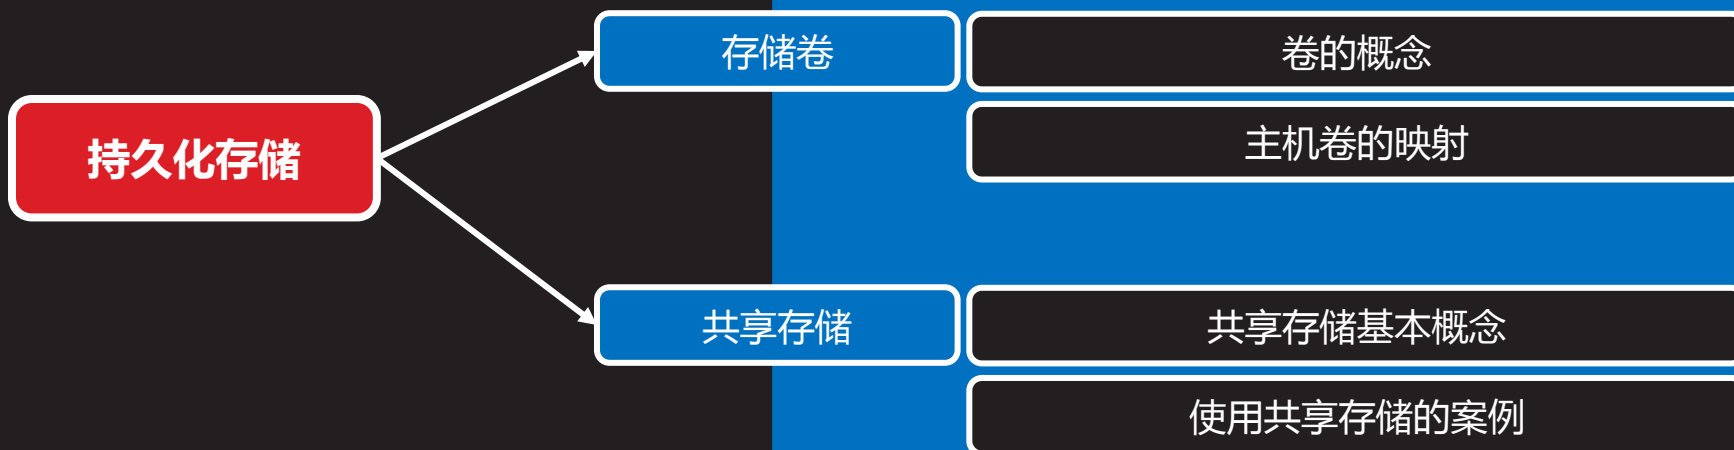 持久化存储
存储卷
卷的概念
主机卷的映射
共享存储
共享存储基本概念
使用共享存储的案例